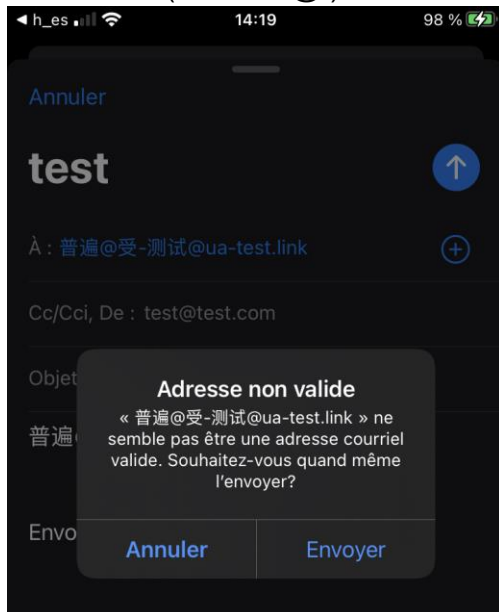 ◀ h_es 14:19 98 %
Annuler
test
À : 普遍@受-测试@ua-test.link
Cc/Cci, De : test@test.com
Objet
普遍
Adresse non valide
« 普遍@受-测试@ua-test.link » ne
semble pas être une adresse courriel
valide. Souhaitez-vous quand même
l'envoyer?
Envo
Annuler Envoyer